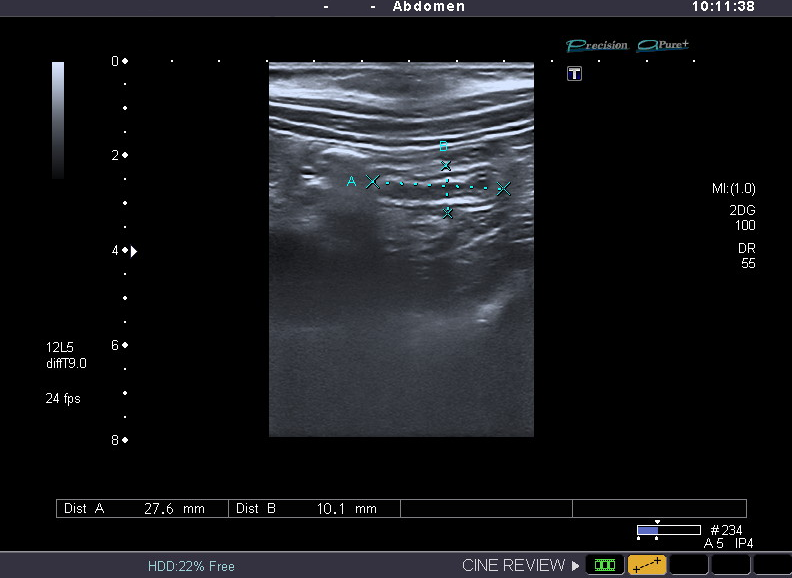 - - Abdomen 10:11:38
Precision APure+
T
0
2
4
6
8
B
A
MI:(1.0)
2DG
100
DR
55
12L5
diffT9.0
24 fps
Dist A 27.6 mm Dist B 10.1 mm
#234
A 5 IP4
HDD:22% Free CINE REVIEW